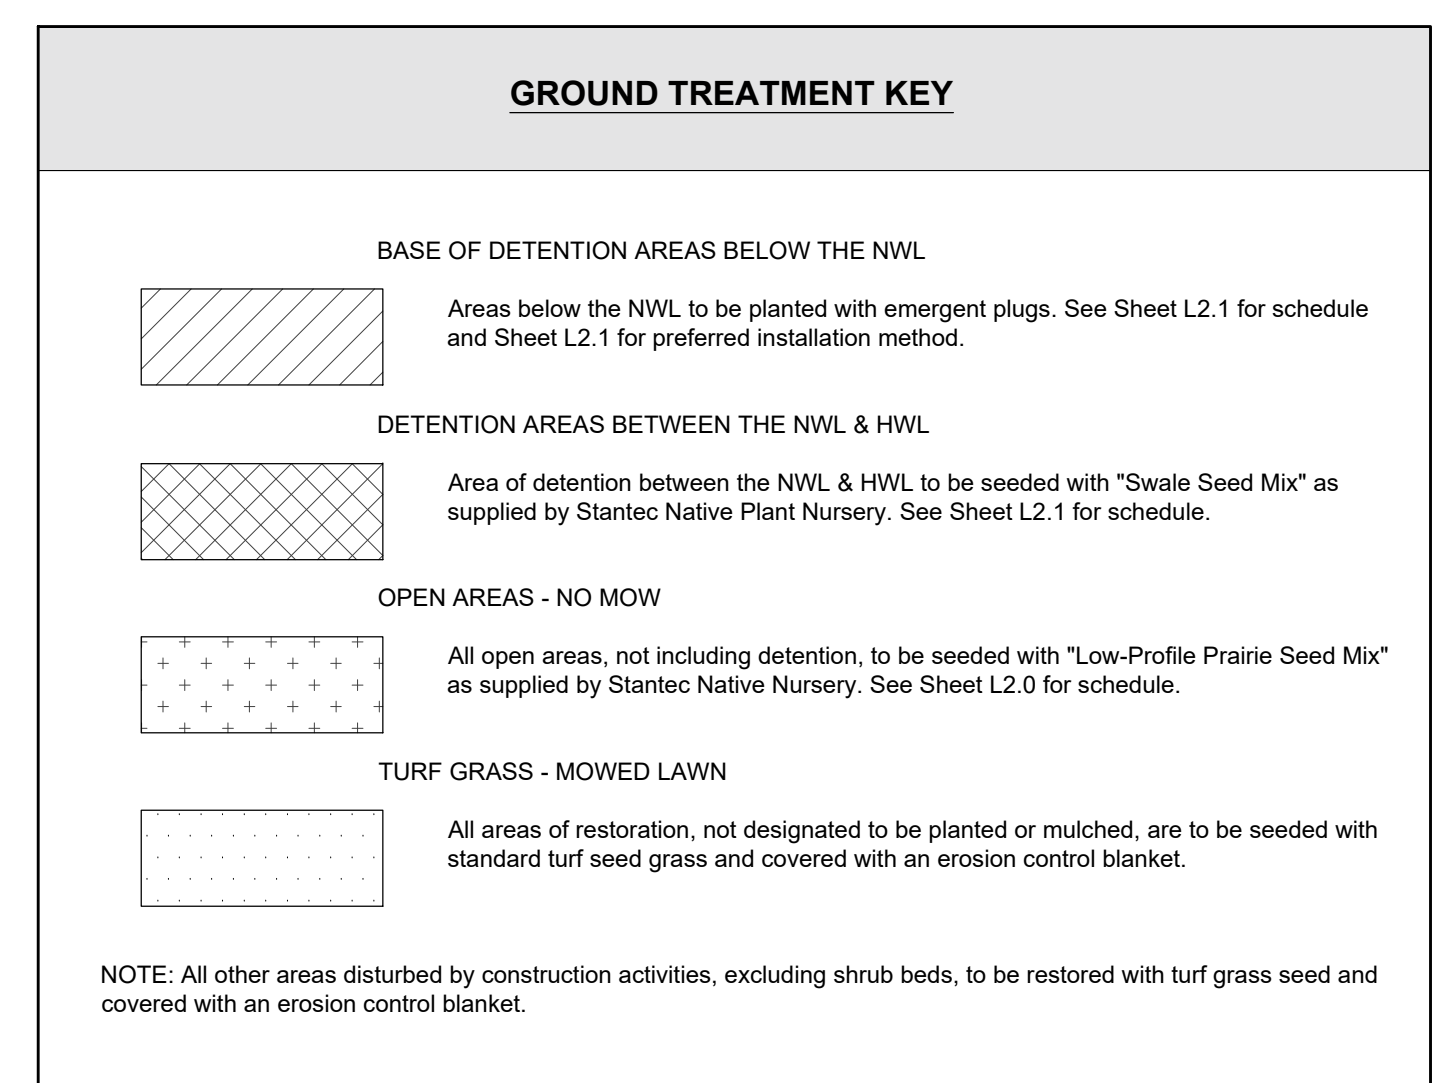 GROUND TREATMENT KEY
BASE OF DETENTION AREAS BELOW THE NWL
Areas below the NWL to be planted with emergent plugs. See Sheet L2.1 for schedule
and Sheet L2.1 for preferred installation method.
DETENTION AREAS BETWEEN THE NWL & HWL
Area of detention between the NWL & HWL to be seeded with "Swale Seed Mix" as
supplied by Stantec Native Plant Nursery. See Sheet L2.1 for schedule.
OPEN AREAS - NO MOW
All open areas, not including detention, to be seeded with "Low-Profile Prairie Seed Mix"
as supplied by Stantec Native Nursery. See Sheet L2.0 for schedule.
TURF GRASS - MOWED LAWN
All areas of restoration, not designated to be planted or mulched, are to be seeded with
standard turf seed grass and covered with an erosion control blanket.
NOTE: All other areas disturbed by construction activities, excluding shrub beds, to be restored with turf grass seed and
covered with an erosion control blanket.